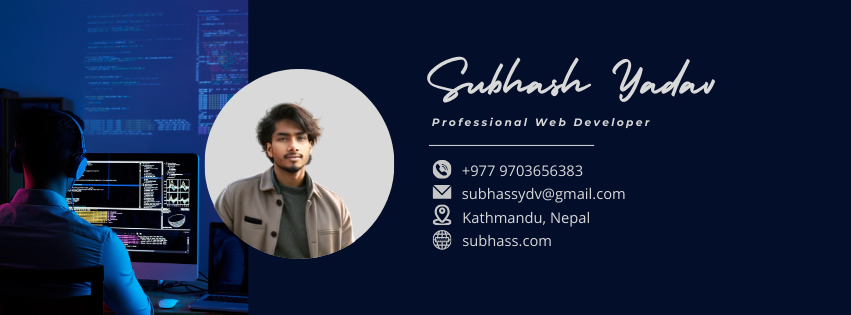 Subhash Yadav
Professional Web Developer
+977 9703656383
subhassydv@gmail.com
Kathmandu, Nepal
subhass.com